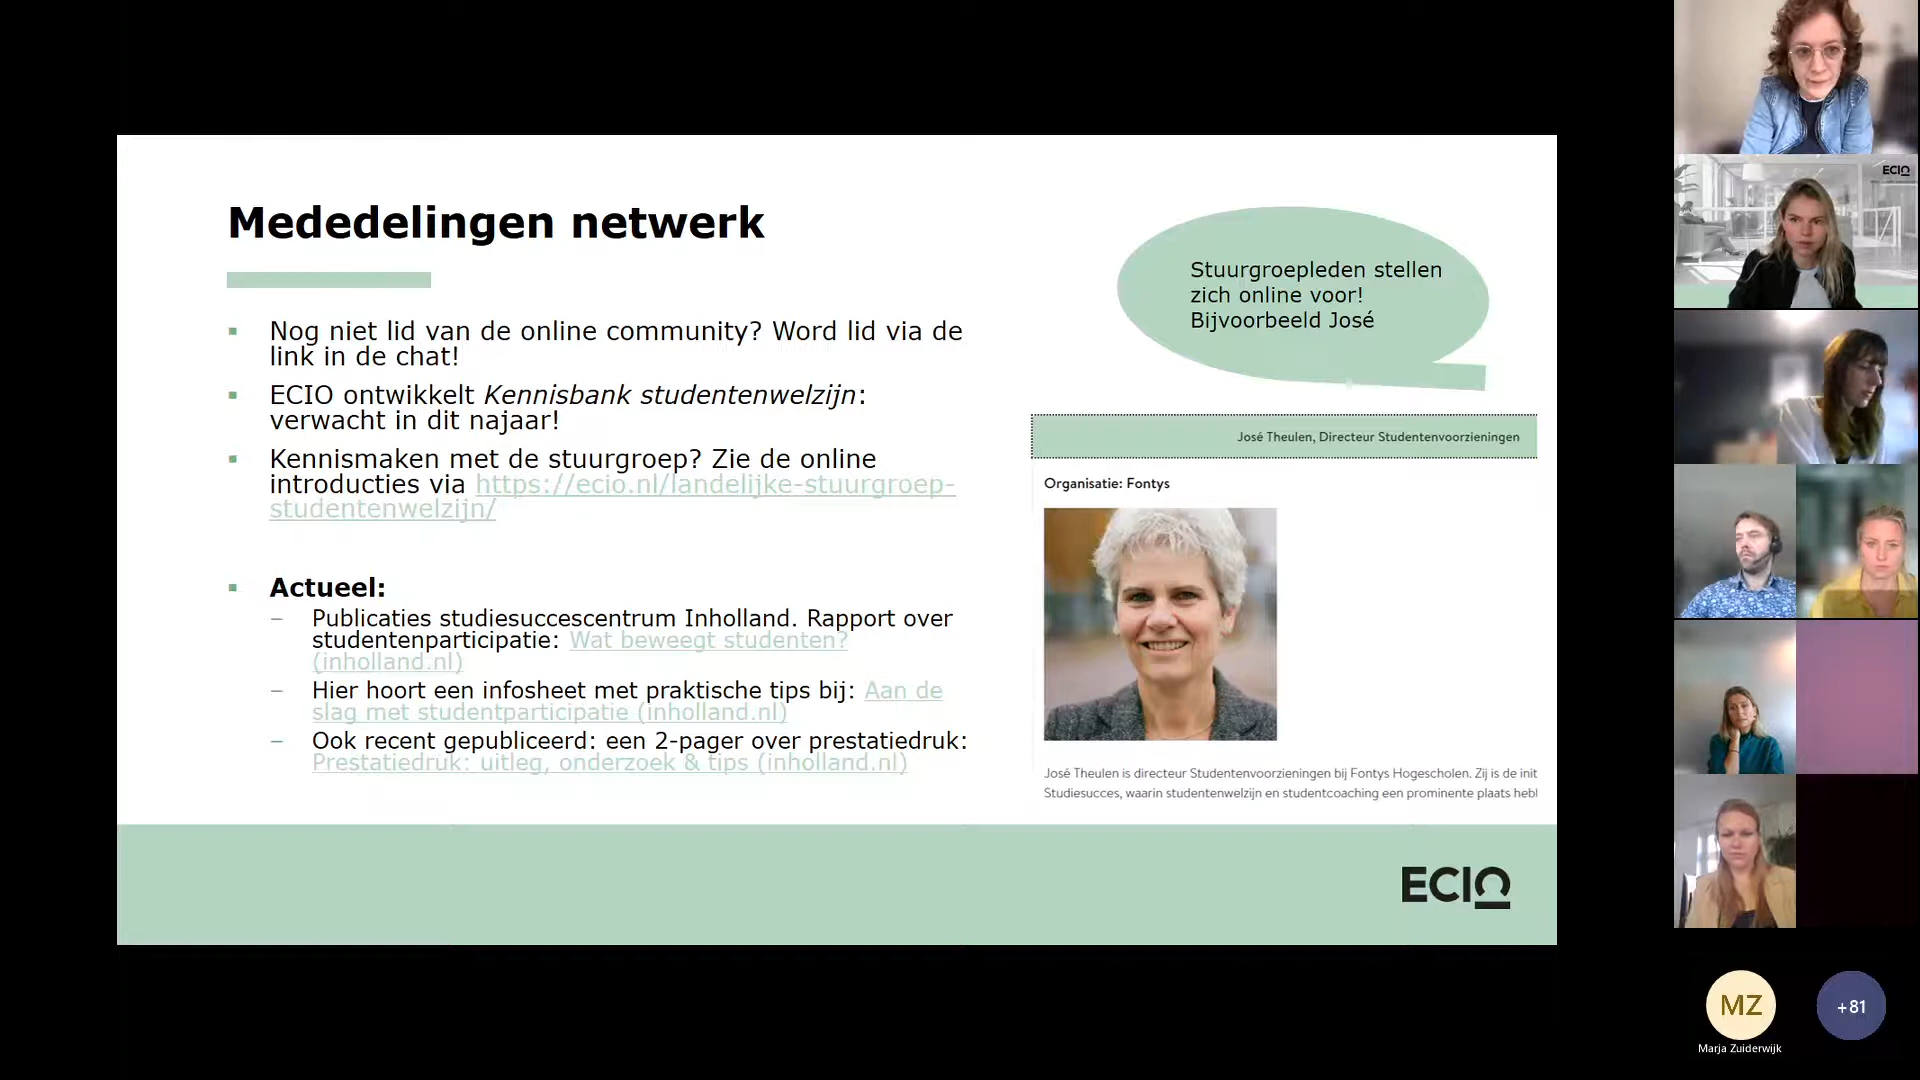 Mededelingen netwerk
Nog niet lid van de online community? Word lid via de
link in de chat!
ECIO ontwikkelt Kennisbank studentenwelzijn:
verwacht in dit najaar!
Kennismaken met de stuurgroep? Zie de online
introducties via https://ecio.nl/landelijke-stuurgroep-
studentenwelzijn/
Actueel:
Publicaties studiesuccescentrum Inholland. Rapport over
studentenparticipatie: Wat beweegt studenten?
(inholland.nl)
Hier hoort een infosheet met praktische tips bij: Aan de
slag met studentparticipatie (inholland.nl)
Ook recent gepubliceerd: een 2-pager over prestatiedruk:
Prestatiedruk: uitleg, onderzoek & tips (inholland.nl)
Stuurgroepleden stellen
zich online voor!
Bijvoorbeeld José
José Theulen, Directeur Studentenvoorzieningen
Organisatie: Fontys
José Theulen is directeur Studentenvoorzieningen bij Fontys Hogescholen. Zij is de init
Studiesucces, waarin studentenwelzijn en studentcoaching een prominente plaats heb
ECIO
ECIO
MZ
+81
Marja Zuiderwijk